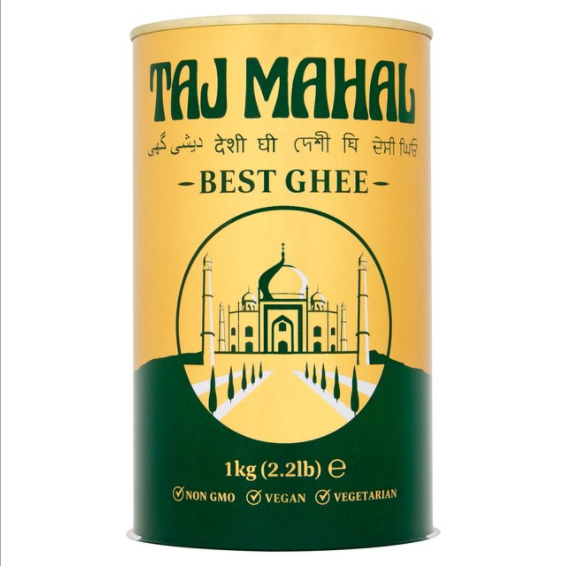 TAJ MAHAL
دیشی گھی देशी घी দেশী ঘি ਦੇਸੀ ਘਿਓ
BEST GHEE
1kg (2.2lb) ℮
NON GMO VEGAN VEGETARIAN